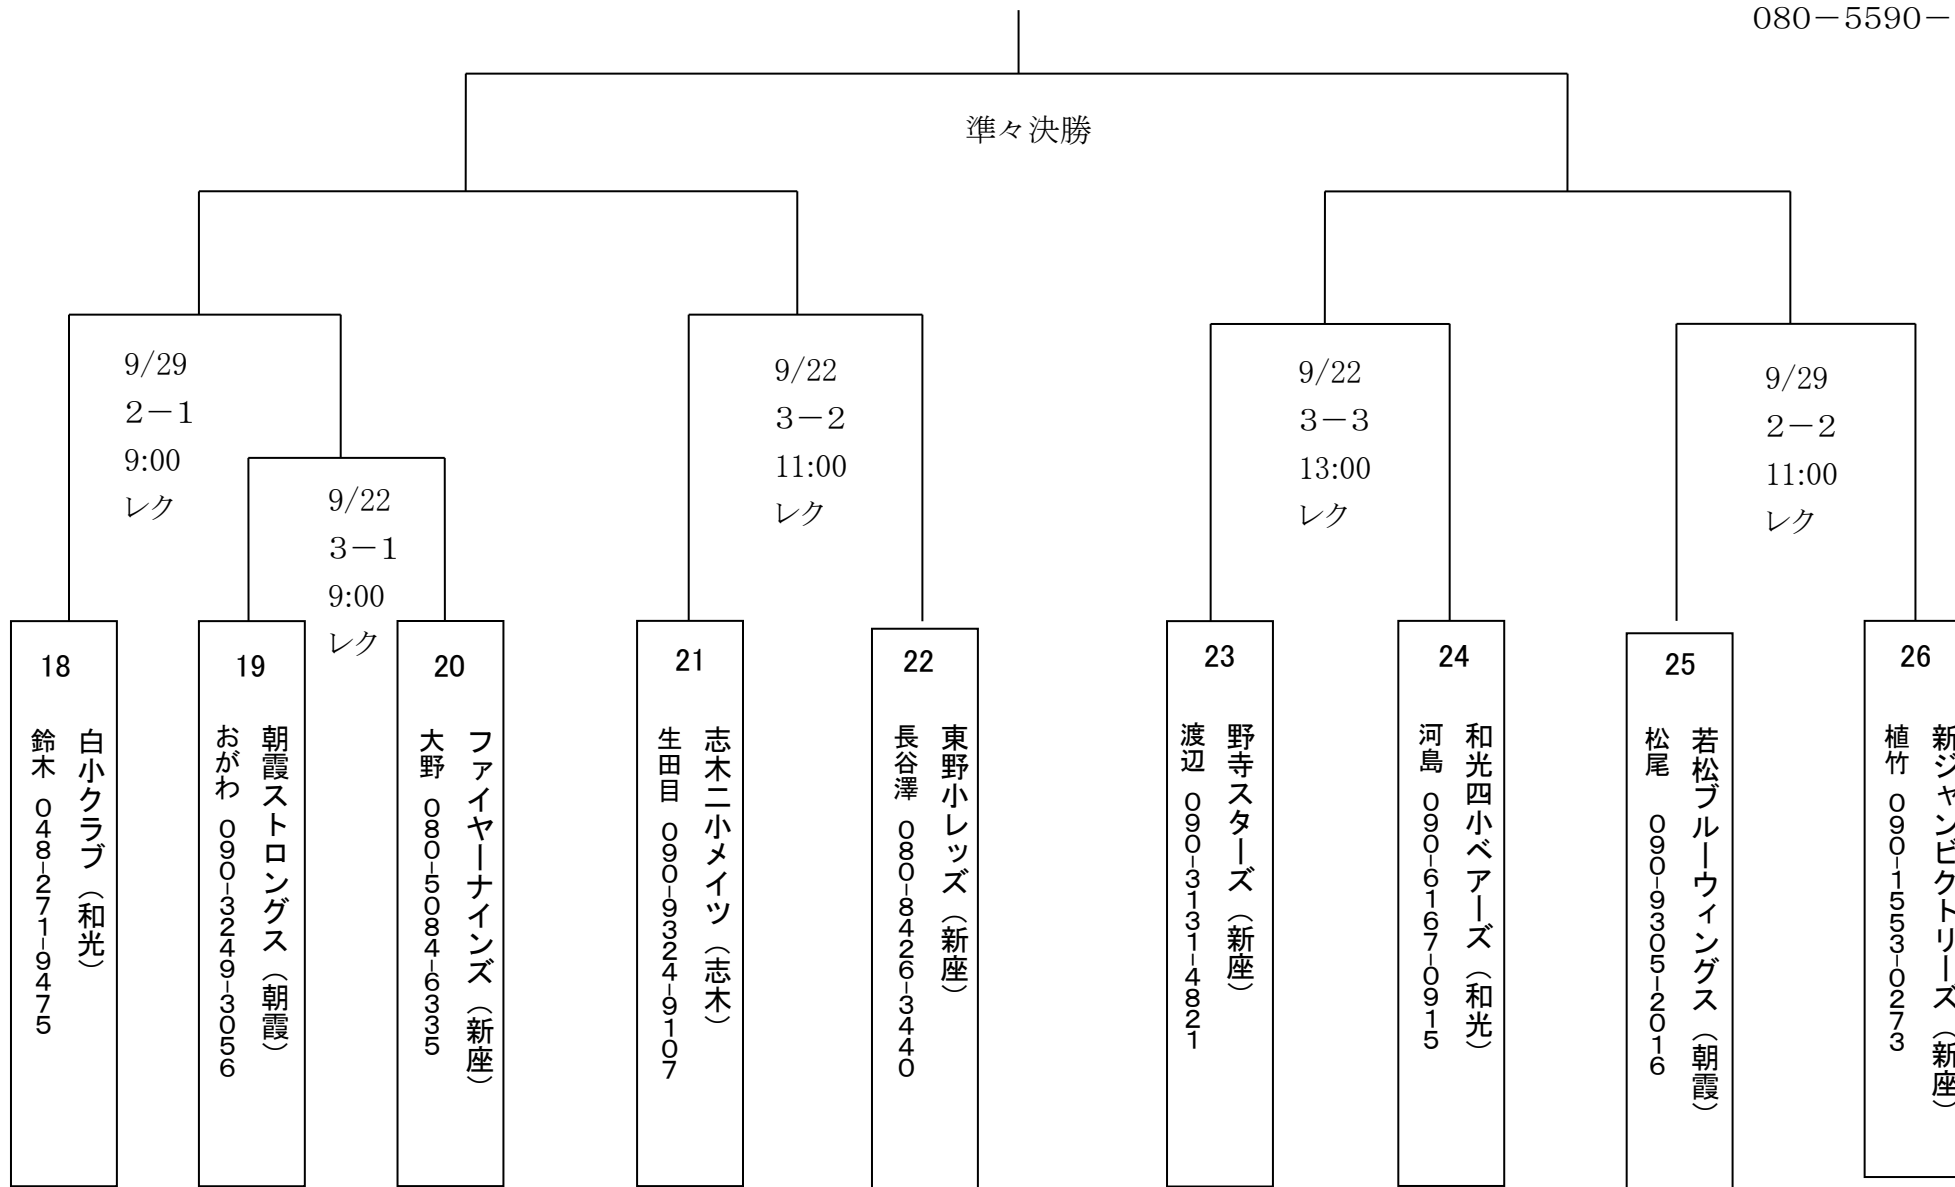 080－5590－
準々決勝
9/29
２－１
9:00
レク
9/22
３－１
9:00
レク
9/22
３－２
11:00
レク
9/22
３－３
13:00
レク
9/29
２－２
11:00
レク
18
白小クラブ（和光）
鈴木 048-271-9475
19
朝霞ストロングス（朝霞）
おがわ 090-3249-3056
20
ファイヤーナインズ（新座）
大野 080-5084-6335
21
志木二小メイツ（志木）
生田目 090-9324-9107
22
東野小レッズ（新座）
長谷澤 080-8426-3440
23
野寺スターズ（新座）
渡辺 090-3131-4821
24
和光四小ベアーズ（和光）
河島 090-6167-0915
25
若松ブルーウィングス（朝霞）
松尾 090-9305-2016
26
新ジャンビクトリーズ（新座）
植竹 090-1553-0273